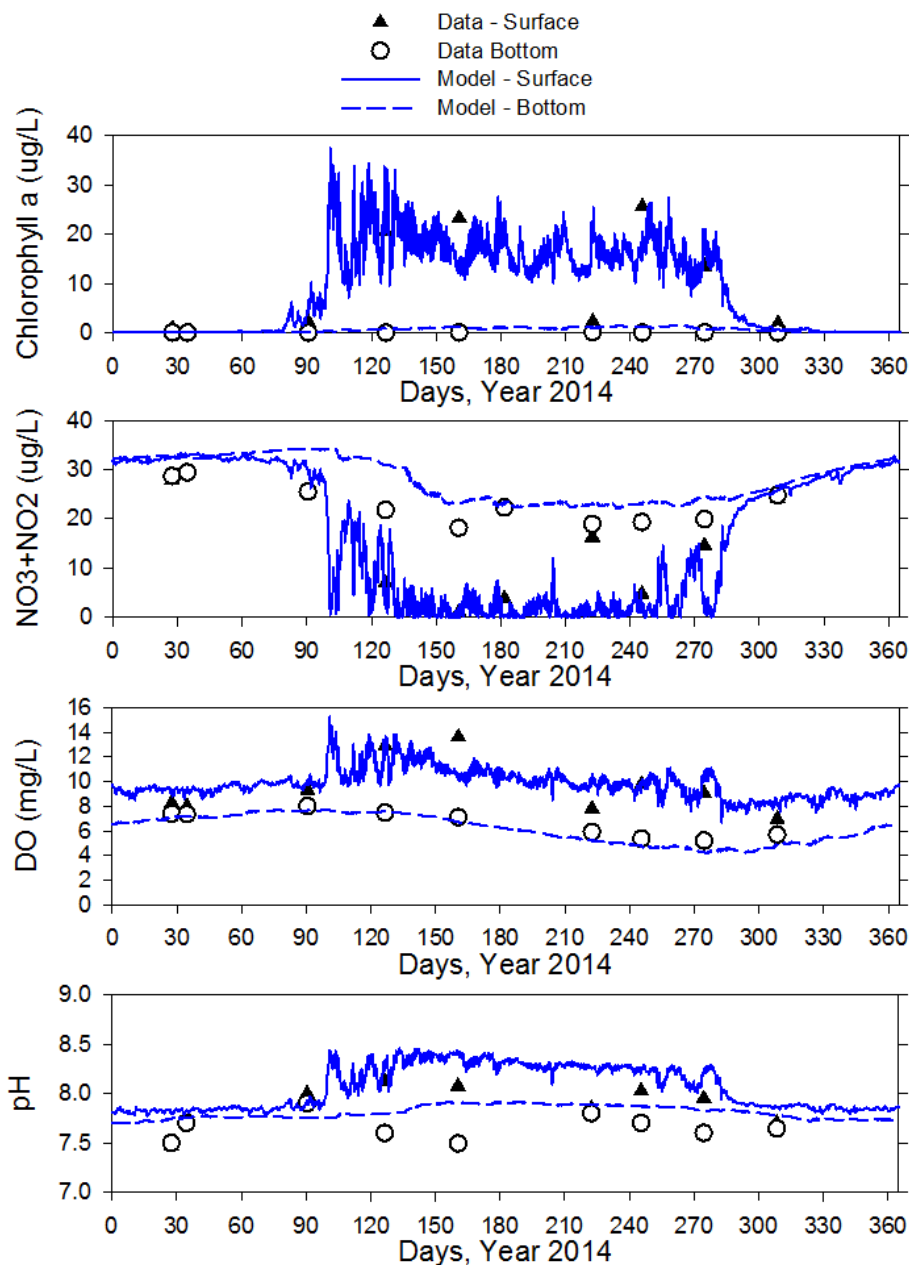 Data - Surface
Data Bottom
Model - Surface
Model - Bottom
Chlorophyll a (ug/L)
40
30
20
10
0
0 30 60 90 120 150 180 210 240 270 300 330 360
Days, Year 2014
NO3+NO2 (ug/L)
40
30
20
10
0
0 30 60 90 120 150 180 210 240 270 300 330 360
Days, Year 2014
DO (mg/L)
16
14
12
10
8
6
4
2
0
0 30 60 90 120 150 180 210 240 270 300 330 360
Days, Year 2014
pH
9.0
8.5
8.0
7.5
7.0
0 30 60 90 120 150 180 210 240 270 300 330 360
Days, Year 2014